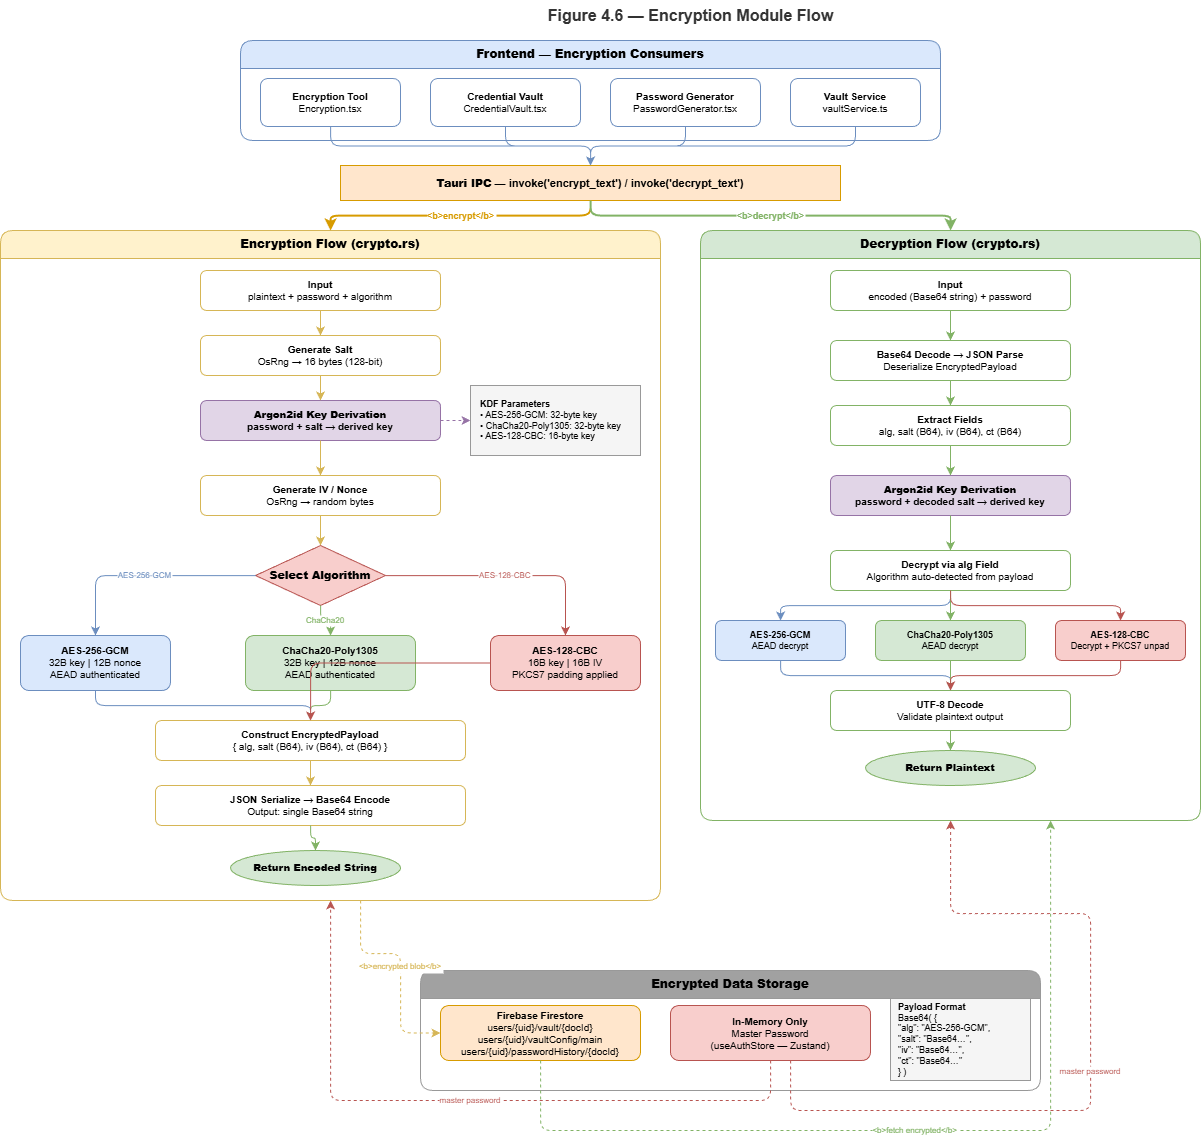 Figure 4.6 — Encryption Module Flow
Frontend — Encryption Consumers
Encryption Tool
Encryption.tsx
Credential Vault
CredentialVault.tsx
Password Generator
PasswordGenerator.tsx
Vault Service
vaultService.ts
Tauri IPC — invoke('encrypt_text') / invoke('decrypt_text')
<b>encrypt</b>
<b>decrypt</b>
Encryption Flow (crypto.rs)
Input
plaintext + password + algorithm
Generate Salt
OsRng → 16 bytes (128-bit)
Argon2id Key Derivation
password + salt → derived key
KDF Parameters
• AES-256-GCM: 32-byte key
• ChaCha20-Poly1305: 32-byte key
• AES-128-CBC: 16-byte key
Generate IV / Nonce
OsRng → random bytes
Select Algorithm
AES-256-GCM
AES-128-CBC
ChaCha20
AES-256-GCM
32B key | 12B nonce
AEAD authenticated
ChaCha20-Poly1305
32B key | 12B nonce
AEAD authenticated
AES-128-CBC
16B key | 16B IV
PKCS7 padding applied
Construct EncryptedPayload
{ alg, salt (B64), iv (B64), ct (B64) }
JSON Serialize → Base64 Encode
Output: single Base64 string
Return Encoded String
Decryption Flow (crypto.rs)
Input
encoded (Base64 string) + password
Base64 Decode → JSON Parse
Deserialize EncryptedPayload
Extract Fields
alg, salt (B64), iv (B64), ct (B64)
Argon2id Key Derivation
password + decoded salt → derived key
Decrypt via alg Field
Algorithm auto-detected from payload
AES-256-GCM
AEAD decrypt
ChaCha20-Poly1305
AEAD decrypt
AES-128-CBC
Decrypt + PKCS7 unpad
UTF-8 Decode
Validate plaintext output
Return Plaintext
<b>encrypted blob</b>
Encrypted Data Storage
Firebase Firestore
users/{uid}/vault/{docId}
users/{uid}/vaultConfig/main
users/{uid}/passwordHistory/{docId}
In-Memory Only
Master Password
(useAuthStore — Zustand)
Payload Format
Base64( {
"alg": "AES-256-GCM",
"salt": "Base64...",
"iv": "Base64...",
"ct": "Base64..."
} )
master password
master password
<b>fetch encrypted</b>